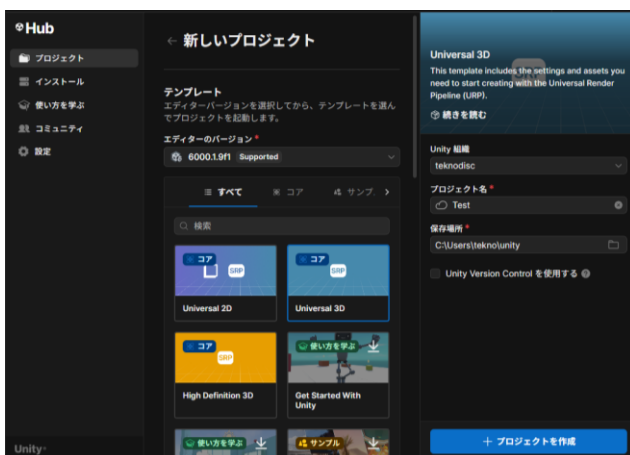 Hub
プロジェクト
インストール
使い方を学ぶ
コミュニティ
設定
Unity
← 新しいプロジェクト
テンプレート
エディターバージョンを選択してから、テンプレートを選ん
でプロジェクトを起動します。
エディターのバージョン *
6000.1.9f1 Supported
すべて
コア
サンプ
検索
コア
SRP
Universal 2D
コア
SRP
Universal 3D
コア
SRP
High Definition 3D
使い方を学ぶ
Get Started With
Unity
使い方を学ぶ
サンプル
SRP
Universal 3D
This template includes the settings and assets you
need to start creating with the Universal Render
Pipeline (URP).
続きを読む
Unity 組織
teknodisc
プロジェクト名 *
Test
保存場所 *
C:\Users\tekno\unity
Unity Version Control を使用する
+ プロジェクトを作成